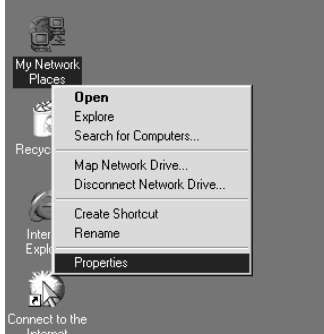 My Network
Places
Open
Explore
Search for Computers...
Map Network Drive...
Disconnect Network Drive...
Create Shortcut
Rename
Properties
Connect to the
Internet